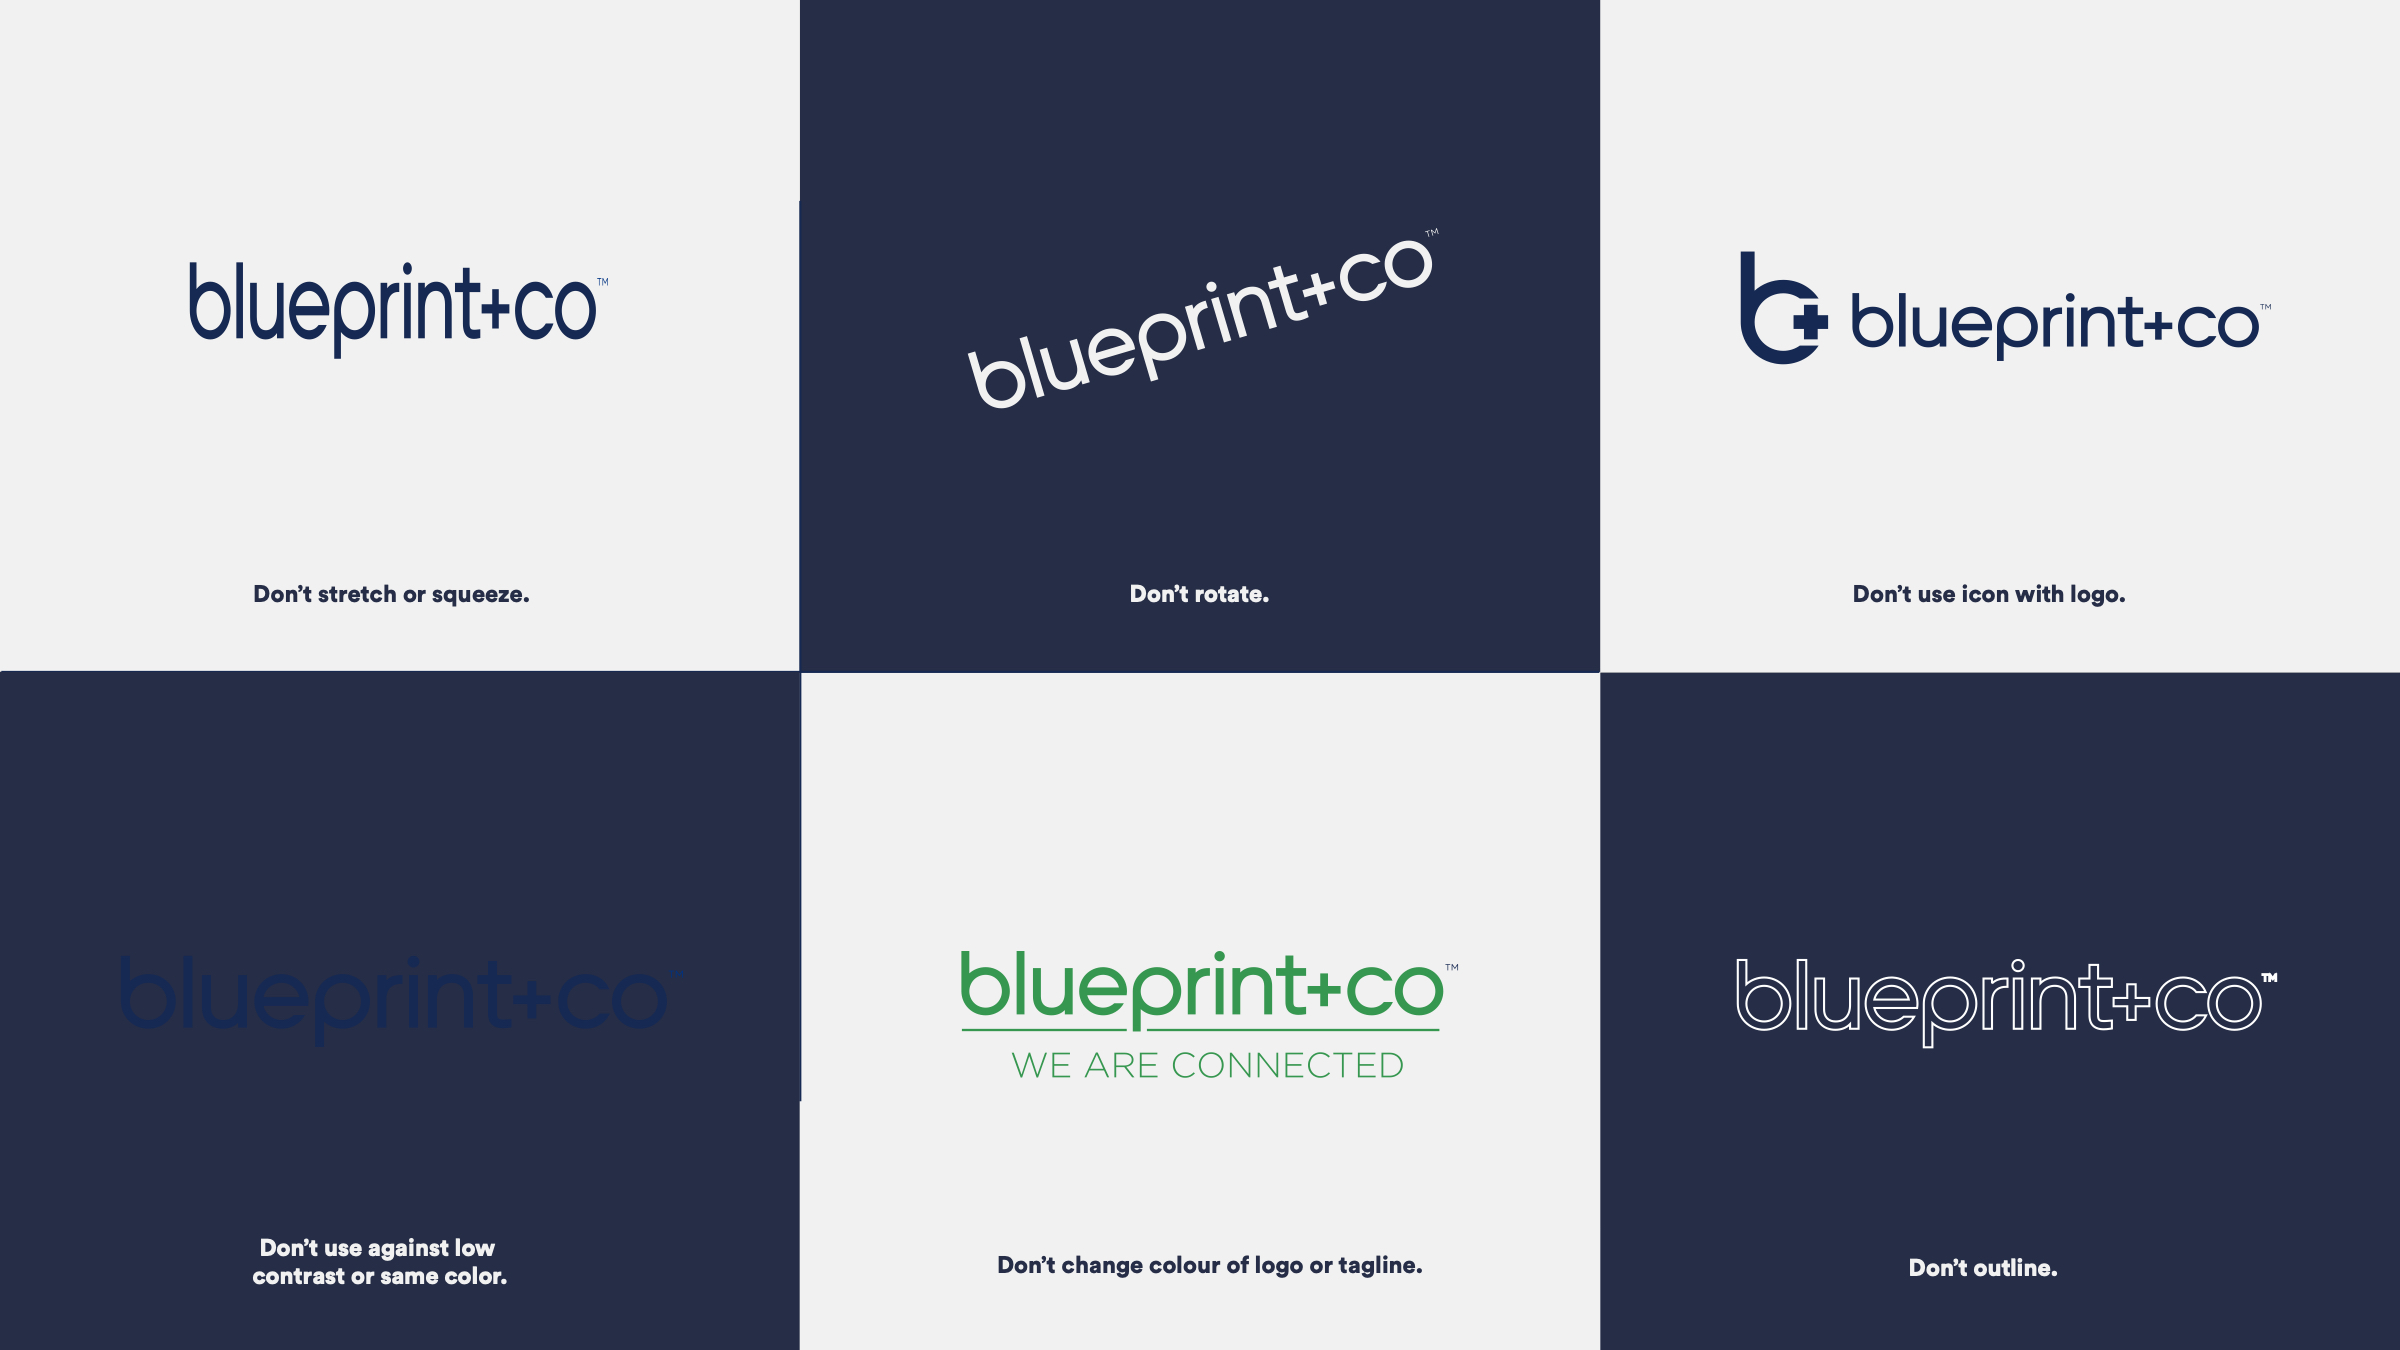 blueprint+co™
Don’t stretch or squeeze.
blueprint+co™
Don’t rotate.
b+ blueprint+co™
Don’t use icon with logo.
blueprint+co™
Don’t use against low
contrast or same color.
blueprint+co™
WE ARE CONNECTED
Don’t change colour of logo or tagline.
blueprint+co™
Don’t outline.